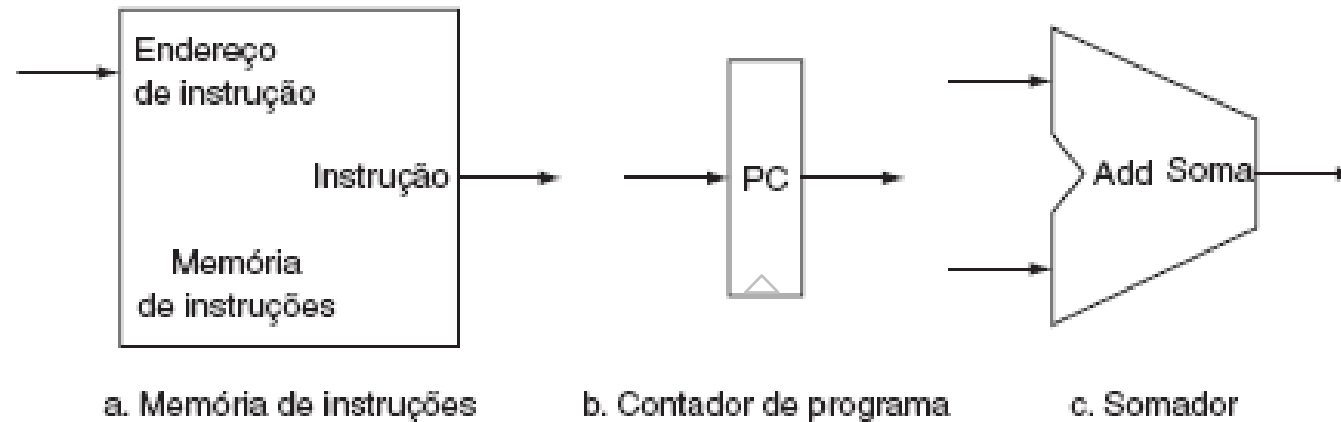 Endereço
de instrução
Instrução
Memória
de instruções
PC
Add Soma
a. Memória de instruções
b. Contador de programa
c. Somador